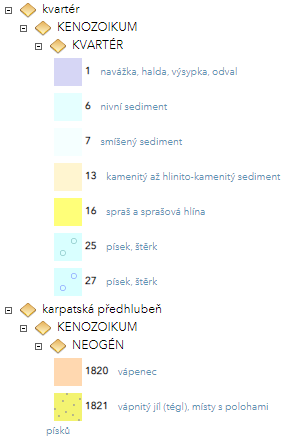 kvartér
KENOZOIKUM
KVARTÉR
1 navážka, halda, výsypka, odval
6 nivní sediment
7 smíšený sediment
13 kamenitý až hlinito-kamenitý sediment
16 spraš a sprašová hlína
25 písek, štěrk
27 písek, štěrk
karpatská předhlubeň
KENOZOIKUM
NEOGÉN
1820 vápenec
1821 vápnitý jíl (tégl), místy s polohami
písků